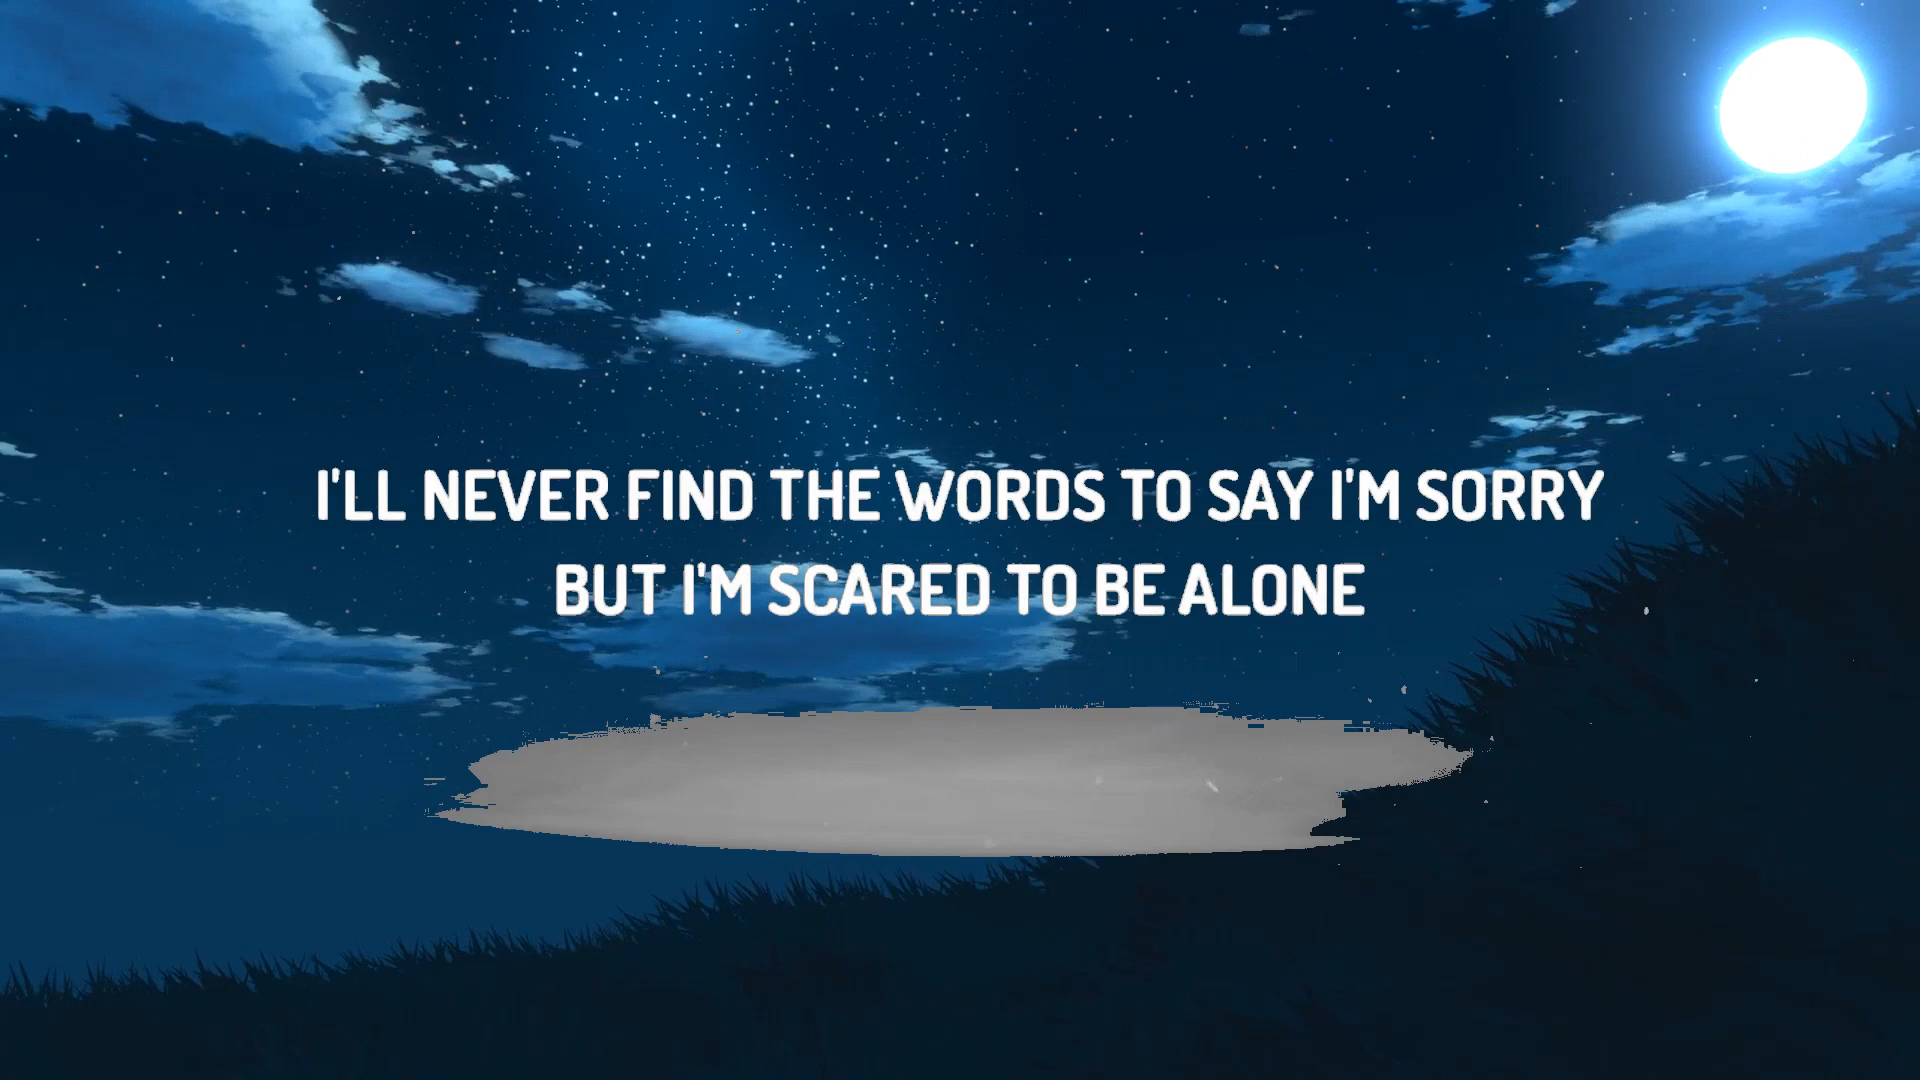 I'LL NEVER FIND THE WORDS TO SAY I'M SORRY
BUT I'M SCARED TO BE ALONE